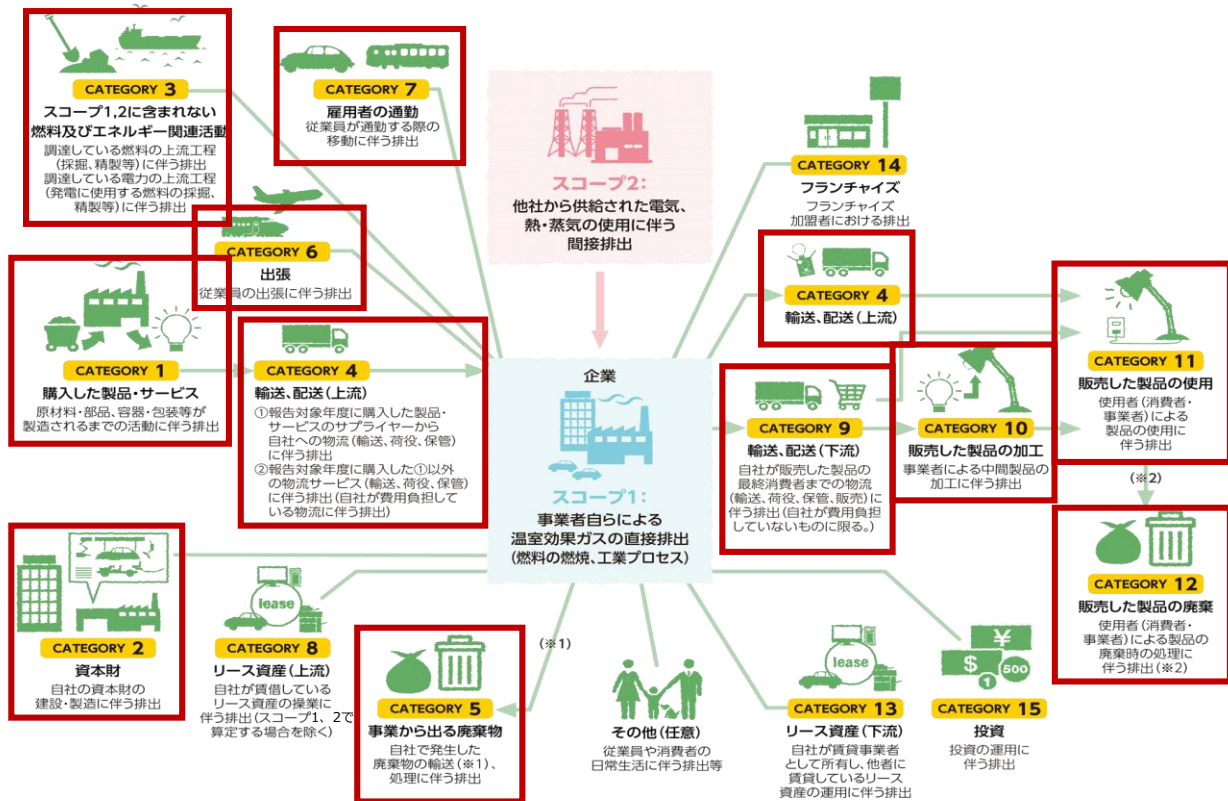 CATEGORY 3
スコープ1,2に含まれない
燃料及びエネルギー関連活動
調達している燃料の上流工程
(採掘、精製等)に伴う排出
調達している電力の上流工程
(発電に使用する燃料の採掘、
精製等)に伴う排出
CATEGORY 7
雇用者の通勤
従業員が通勤する際の
移動に伴う排出
スコープ2:
他社から供給された電気、
熱・蒸気の使用に伴う
間接排出
CATEGORY 14
フランチャイズ
フランチャイズ
加盟者における排出
CATEGORY 6
出張
従業員の出張に伴う排出
CATEGORY 4
輸送、配送(上流)
CATEGORY 1
購入した製品・サービス
原材料・部品、容器・包装等が
製造されるまでの活動に伴う排出
CATEGORY 4
輸送、配送(上流)
①報告対象年度に購入した製品・
サービスのサプライヤーから
自社への物流(輸送、荷役、保管)
に伴う排出
②報告対象年度に購入した①以外
の物流サービス(輸送、荷役、保管)
に伴う排出(自社が費用負担して
いる物流に伴う排出)
企業
スコープ1:
事業者自らによる
温室効果ガスの直接排出
(燃料の燃焼、工業プロセス)
CATEGORY 9
輸送、配送(下流)
自社が販売した製品の
最終消費者までの物流
(輸送、荷役、保管、販売)に
伴う排出(自社が費用負担
していないものに限る。)
CATEGORY 10
販売した製品の加工
事業者による中間製品の
加工に伴う排出
CATEGORY 11
販売した製品の使用
使用者(消費者・
事業者)による
製品の使用に
伴う排出
(※2)
CATEGORY 12
販売した製品の廃棄
使用者(消費者・
事業者)による製品の
廃棄時の処理に
伴う排出(※2)
CATEGORY 2
資本財
自社の資本財の
建設・製造に伴う排出
lease
CATEGORY 8
リース資産(上流)
自社が賃借している
リース資産の操業に
伴う排出(スコープ1、2で
算定する場合を除く)
(※1)
CATEGORY 5
事業から出る廃棄物
自社で発生した
廃棄物の輸送(※1)、
処理に伴う排出
その他(任意)
従業員や消費者の
日常生活に伴う排出等
lease
CATEGORY 13
リース資産(下流)
自社が賃貸事業者
として所有し、他者に
賃貸しているリース
資産の運用に伴う排出
¥
$
1
500
CATEGORY 15
投資
投資の運用に
伴う排出